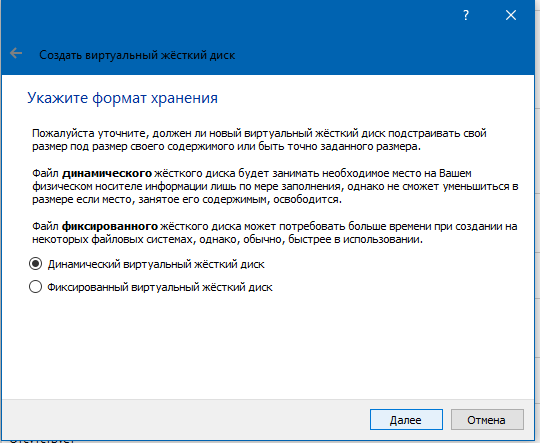 ?
Создать виртуальный жёсткий диск
Укажите формат хранения
Пожалуйста уточните, должен ли новый виртуальный жёсткий диск подстраивать свой
размер под размер своего содержимого или быть точно заданного размера.
Файл динамического жёсткого диска будет занимать необходимое место на Вашем
физическом носителе информации лишь по мере заполнения, однако не сможет уменьшиться в
размере если место, занятое его содержимым, освободится.
Файл фиксированного жёсткого диска может потребовать больше времени при создании на
некоторых файловых системах, однако, обычно, быстрее в использовании.
Динамический виртуальный жёсткий диск
Фиксированный виртуальный жёсткий диск
Далее
Отмена